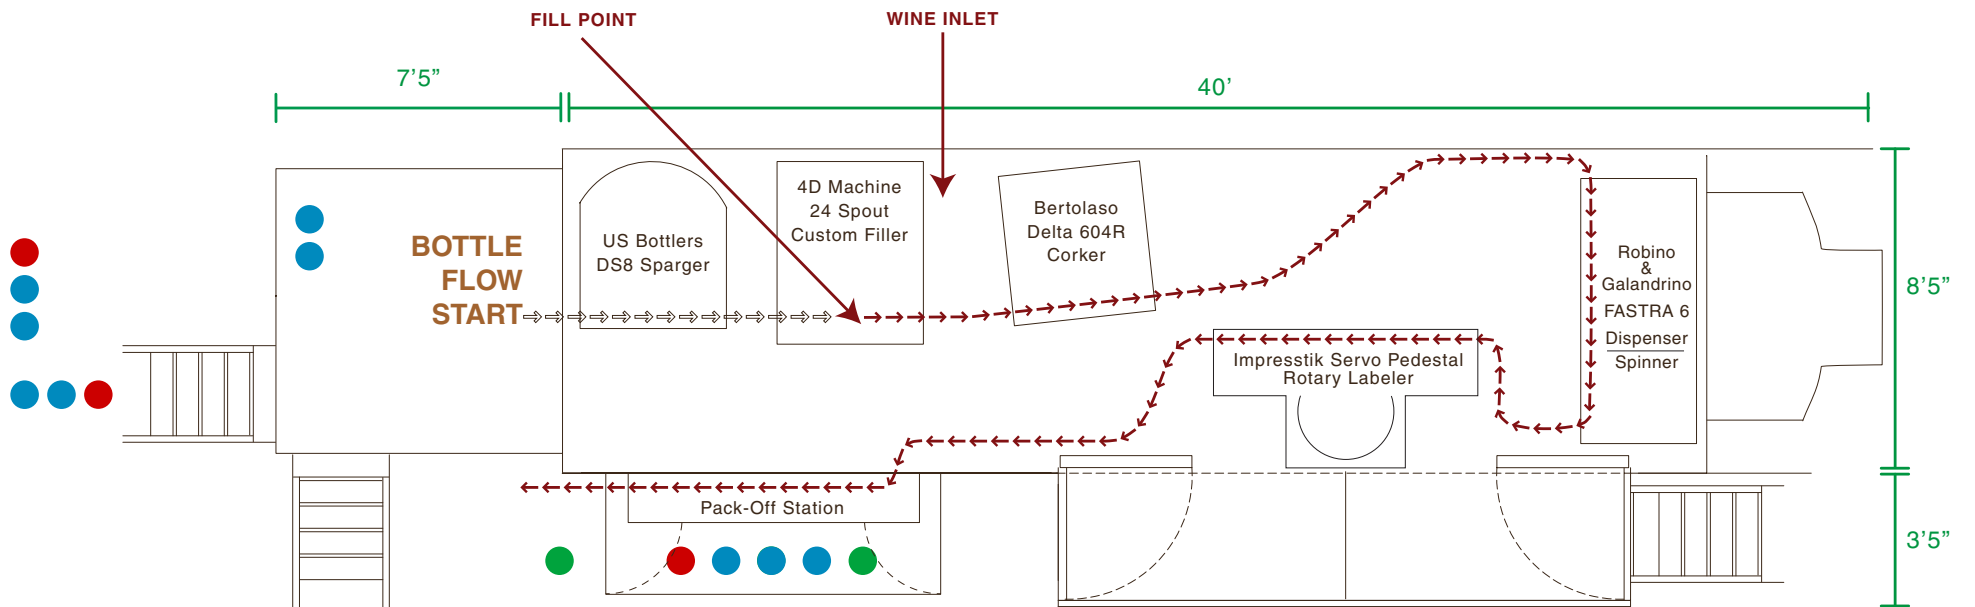 FILL POINT
WINE INLET
7’5”
40’
4D Machine
24 Spout
Custom Filler
US Bottlers
DS8 Sparger
Bertolaso
Delta 604R
Corker
BOTTLE
FLOW
START
Robino
&
Galandrino
FASTRA 6
Dispenser
Spinner
8’5”
Impresstik Servo Pedestal
Rotary Labeler
Pack-Off Station
3’5”